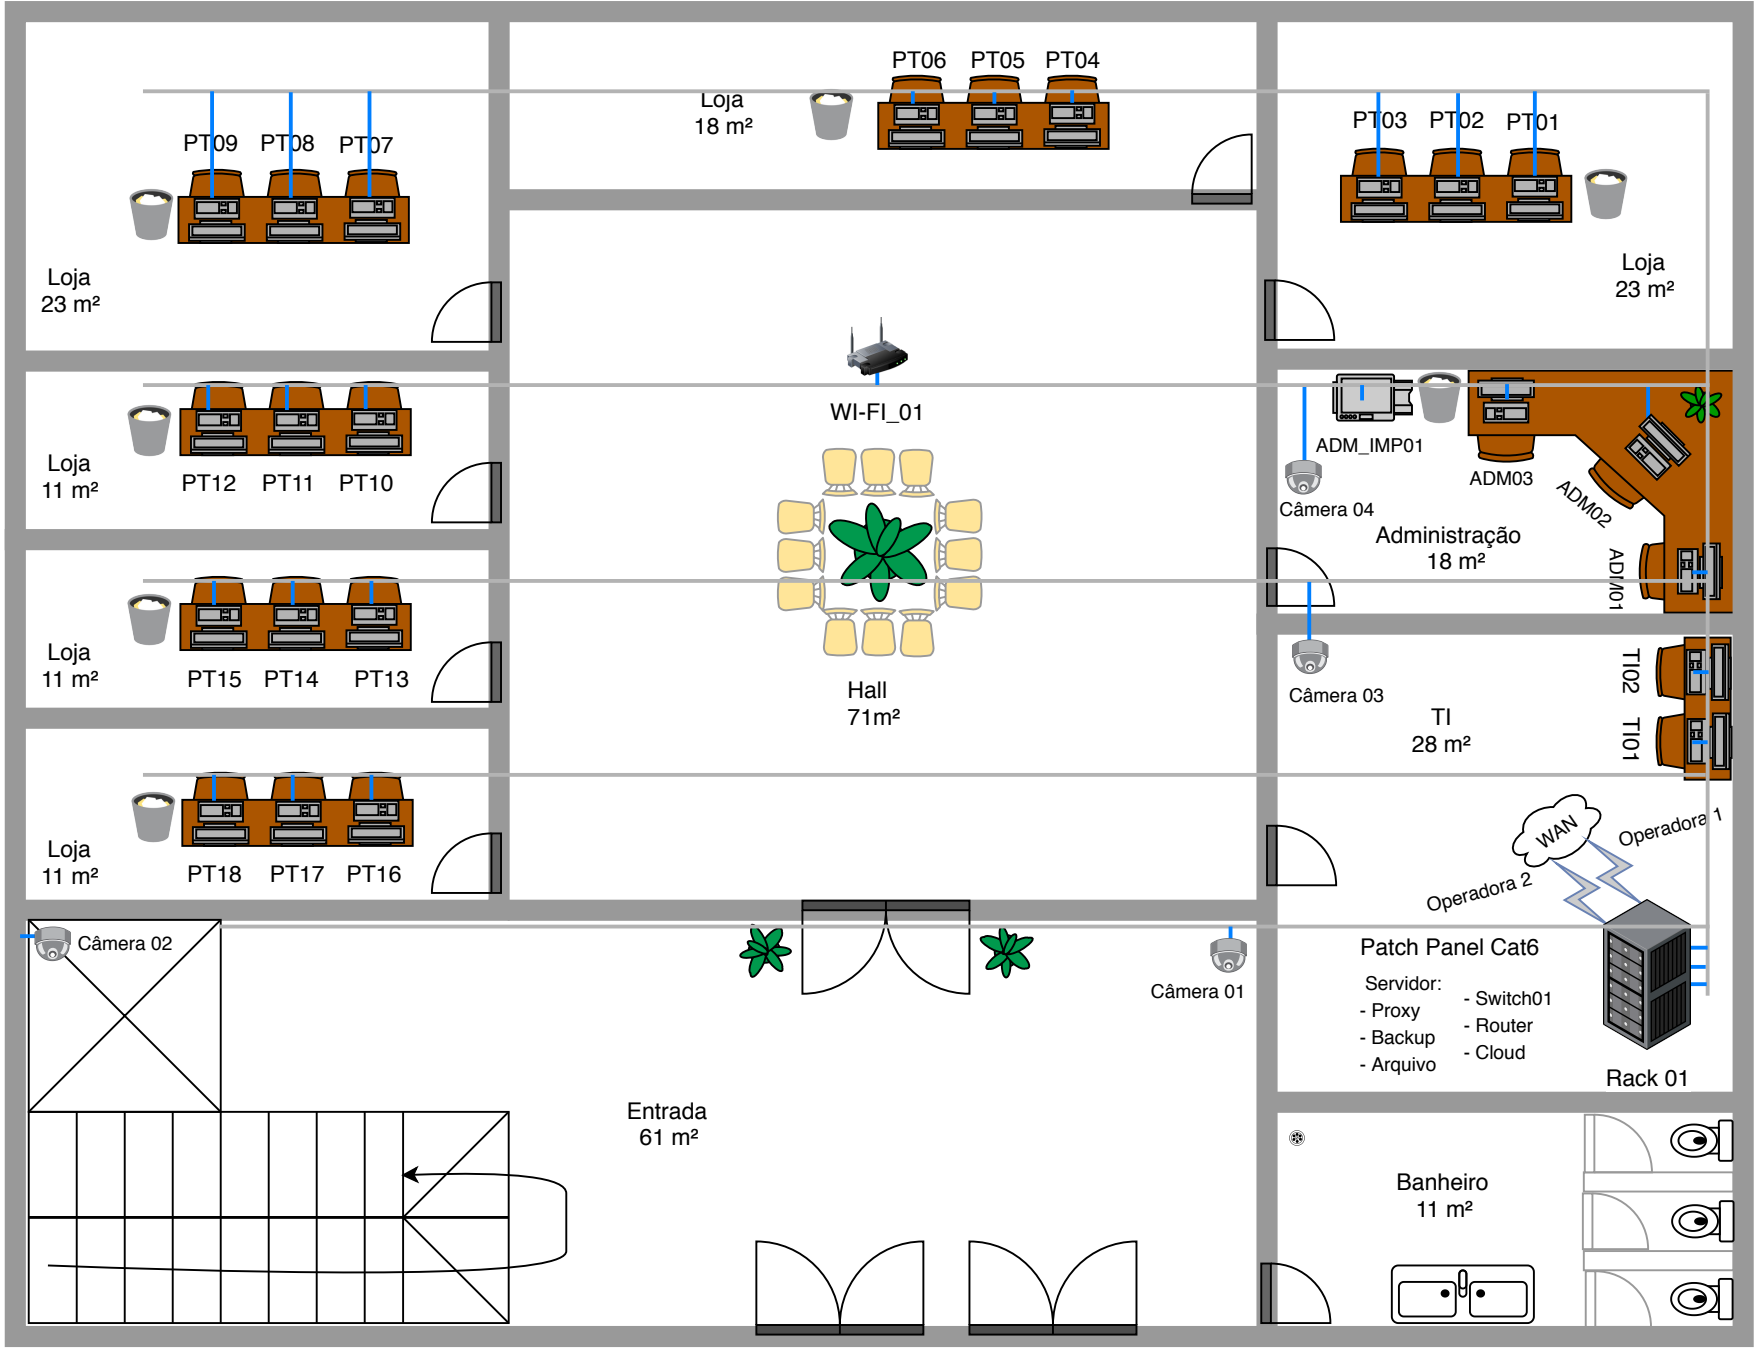 PT06 PT05 PT04
Loja
18 m²
PT03 PT02 PT01
PT09 PT08 PT07
Loja
23 m²
Loja
23 m²
WI-FI_01
ADM_IMP01
ADM03
ADM02
Câmera 04
Administração
18 m²
ADM01
Loja
11 m²
PT12 PT11 PT10
Loja
11 m²
PT15 PT14 PT13
Hall
71m²
Câmera 03
TI02
TI
28 m²
TI01
WAN
Operadora 1
Operadora 2
Loja
11 m²
PT18 PT17 PT16
Câmera 02
Câmera 01
Patch Panel Cat6
Servidor:
- Proxy
- Backup
- Arquivo
- Switch01
- Router
- Cloud
Rack 01
Entrada
61 m²
Banheiro
11 m²